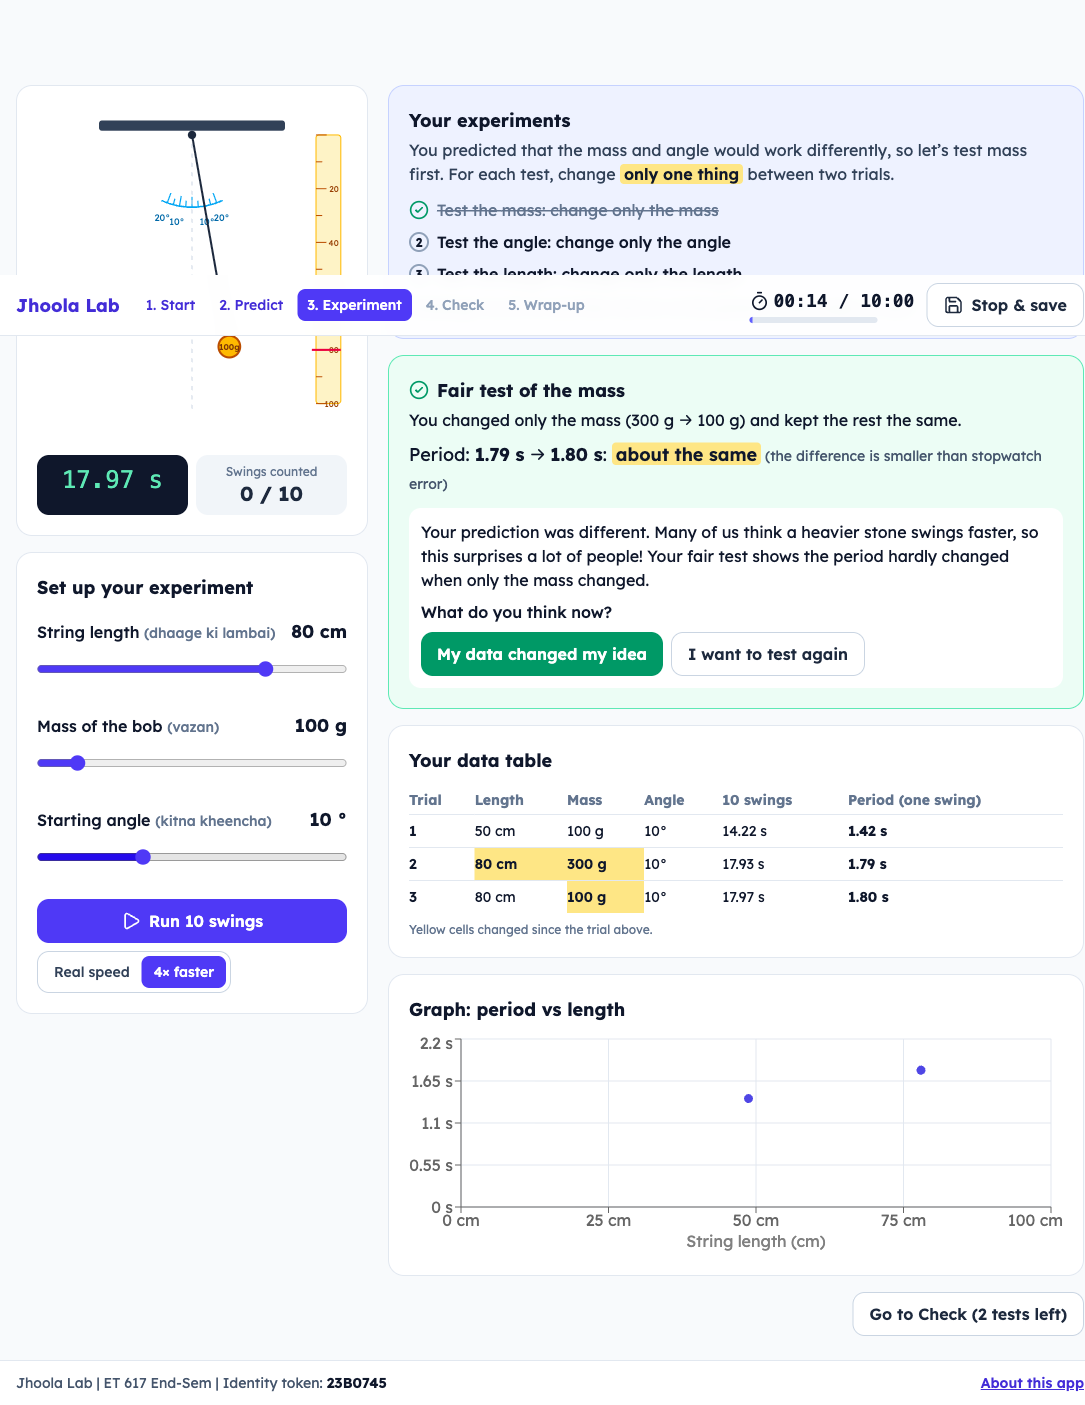 Your experiments
You predicted that the mass and angle would work differently, so let's test mass
first. For each test, change only one thing between two trials.
Test the mass: change only the mass
2 Test the angle: change only the angle
3 Test the length: change only the length
20° 10° 10° 20°
20
40
Jhoola Lab 1. Start 2. Predict 3. Experiment 4. Check 5. Wrap-up 00:14 / 10:00 Stop & save
100g
80
100
17.97 s
Swings counted
0 / 10
Fair test of the mass
You changed only the mass (300 g → 100 g) and kept the rest the same.
Period: 1.79 s → 1.80 s: about the same (the difference is smaller than stopwatch
error)
Your prediction was different. Many of us think a heavier stone swings faster, so
this surprises a lot of people! Your fair test shows the period hardly changed
when only the mass changed.
What do you think now?
My data changed my idea I want to test again
Set up your experiment
String length (dhaage ki lambai) 80 cm
Mass of the bob (vazan) 100 g
Starting angle (kitna kheencha) 10 °
Run 10 swings
Real speed 4× faster
Your data table
Trial Length Mass Angle 10 swings Period (one swing)
1 50 cm 100 g 10° 14.22 s 1.42 s
2 80 cm 300 g 10° 17.93 s 1.79 s
3 80 cm 100 g 10° 17.97 s 1.80 s
Yellow cells changed since the trial above.
Graph: period vs length
2.2 s
1.65 s
1.1 s
0.55 s
0 s
0 cm 25 cm 50 cm 75 cm 100 cm
String length (cm)
Go to Check (2 tests left)
Jhoola Lab | ET 617 End-Sem | Identity token: 23B0745 About this app